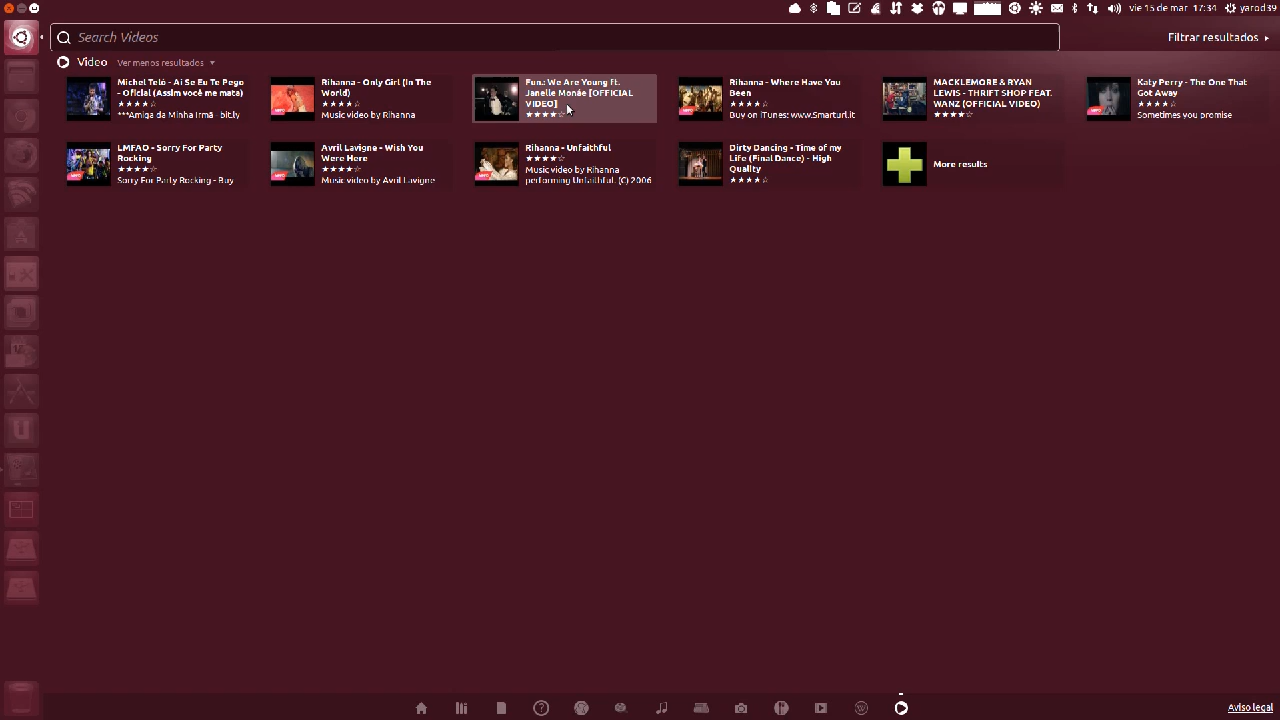 vie 15 de mar 17:34 yarod39
Search Videos
Filtrar resultados
Video Ver menos resultados
Michel Teló - Ai Se Eu Te Pego
- Oficial (Assim você me mata)
***Amiga da Minha Irmã - bit.ly
Rihanna - Only Girl (In The
World)
Music video by Rihanna
Fun.: We Are Young ft.
Janelle Monáe [OFFICIAL
VIDEO]
Rihanna - Where Have You
Been
Buy on iTunes: www.Smarturl.it
MACKLEMORE & RYAN
LEWIS - THRIFT SHOP FEAT.
WANZ (OFFICIAL VIDEO)
Katy Perry - The One That
Got Away
Sometimes you promise
LMFAO - Sorry For Party
Rocking
Sorry For Party Rocking - Buy
Avril Lavigne - Wish You
Were Here
Music video by Avril Lavigne
Rihanna - Unfaithful
Music video by Rihanna
performing Unfaithful. (C) 2006
Dirty Dancing - Time of my
Life (Final Dance) - High
Quality
More results
Aviso legal